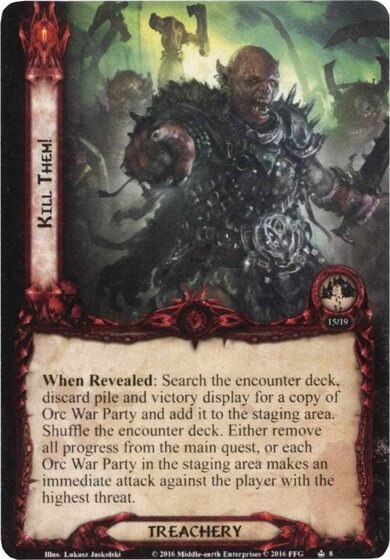 KILL THEM!
15/19
When Revealed: Search the encounter deck,
discard pile and victory display for a copy of
Orc War Party and add it to the staging area.
Shuffle the encounter deck. Either remove
all progress from the main quest, or each
Orc War Party in the staging area makes an
immediate attack against the player with the
highest threat.
TREACHERY
Illus. Lukasz Jaskolski © 2016 Middle-earth Enterprises © 2016 FFG 8